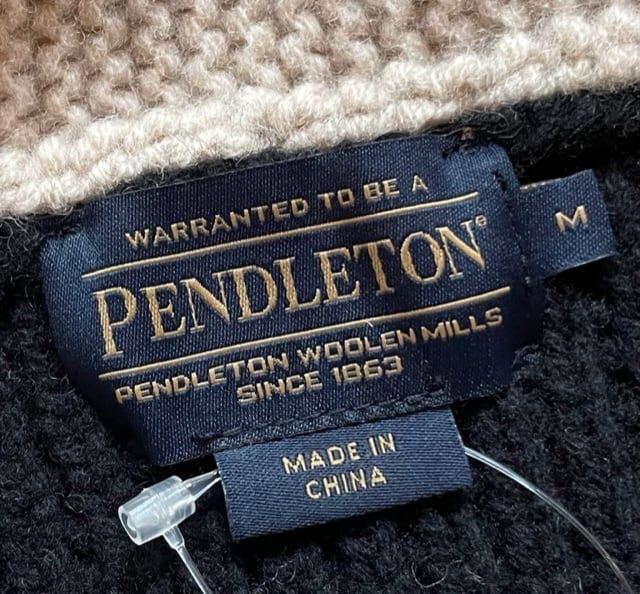 WARRANTED TO BE A
PENDLETON®
PENDLETON WOOLEN MILLS
SINCE 1863
M
MADE IN
CHINA